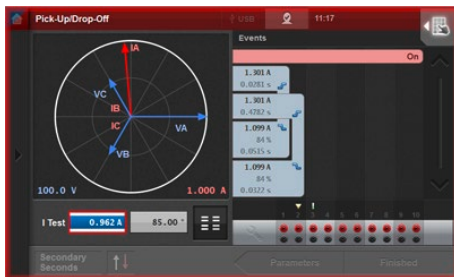 Pick-Up/Drop-Off
USB
11:17
Events
On
IA
VC
IB
IC
VA
VB
100.0 V
1.000 A
1.301 A
0.0281 s
1.301 A
0.4782 s
1.099 A
84 %
0.0515 s
1.099 A
84 %
0.0322 s
I Test
0.962 A
85.00 °
1 2 3 4 5 6 7 8 9 10
Secondary
Seconds
Parameters
Finished